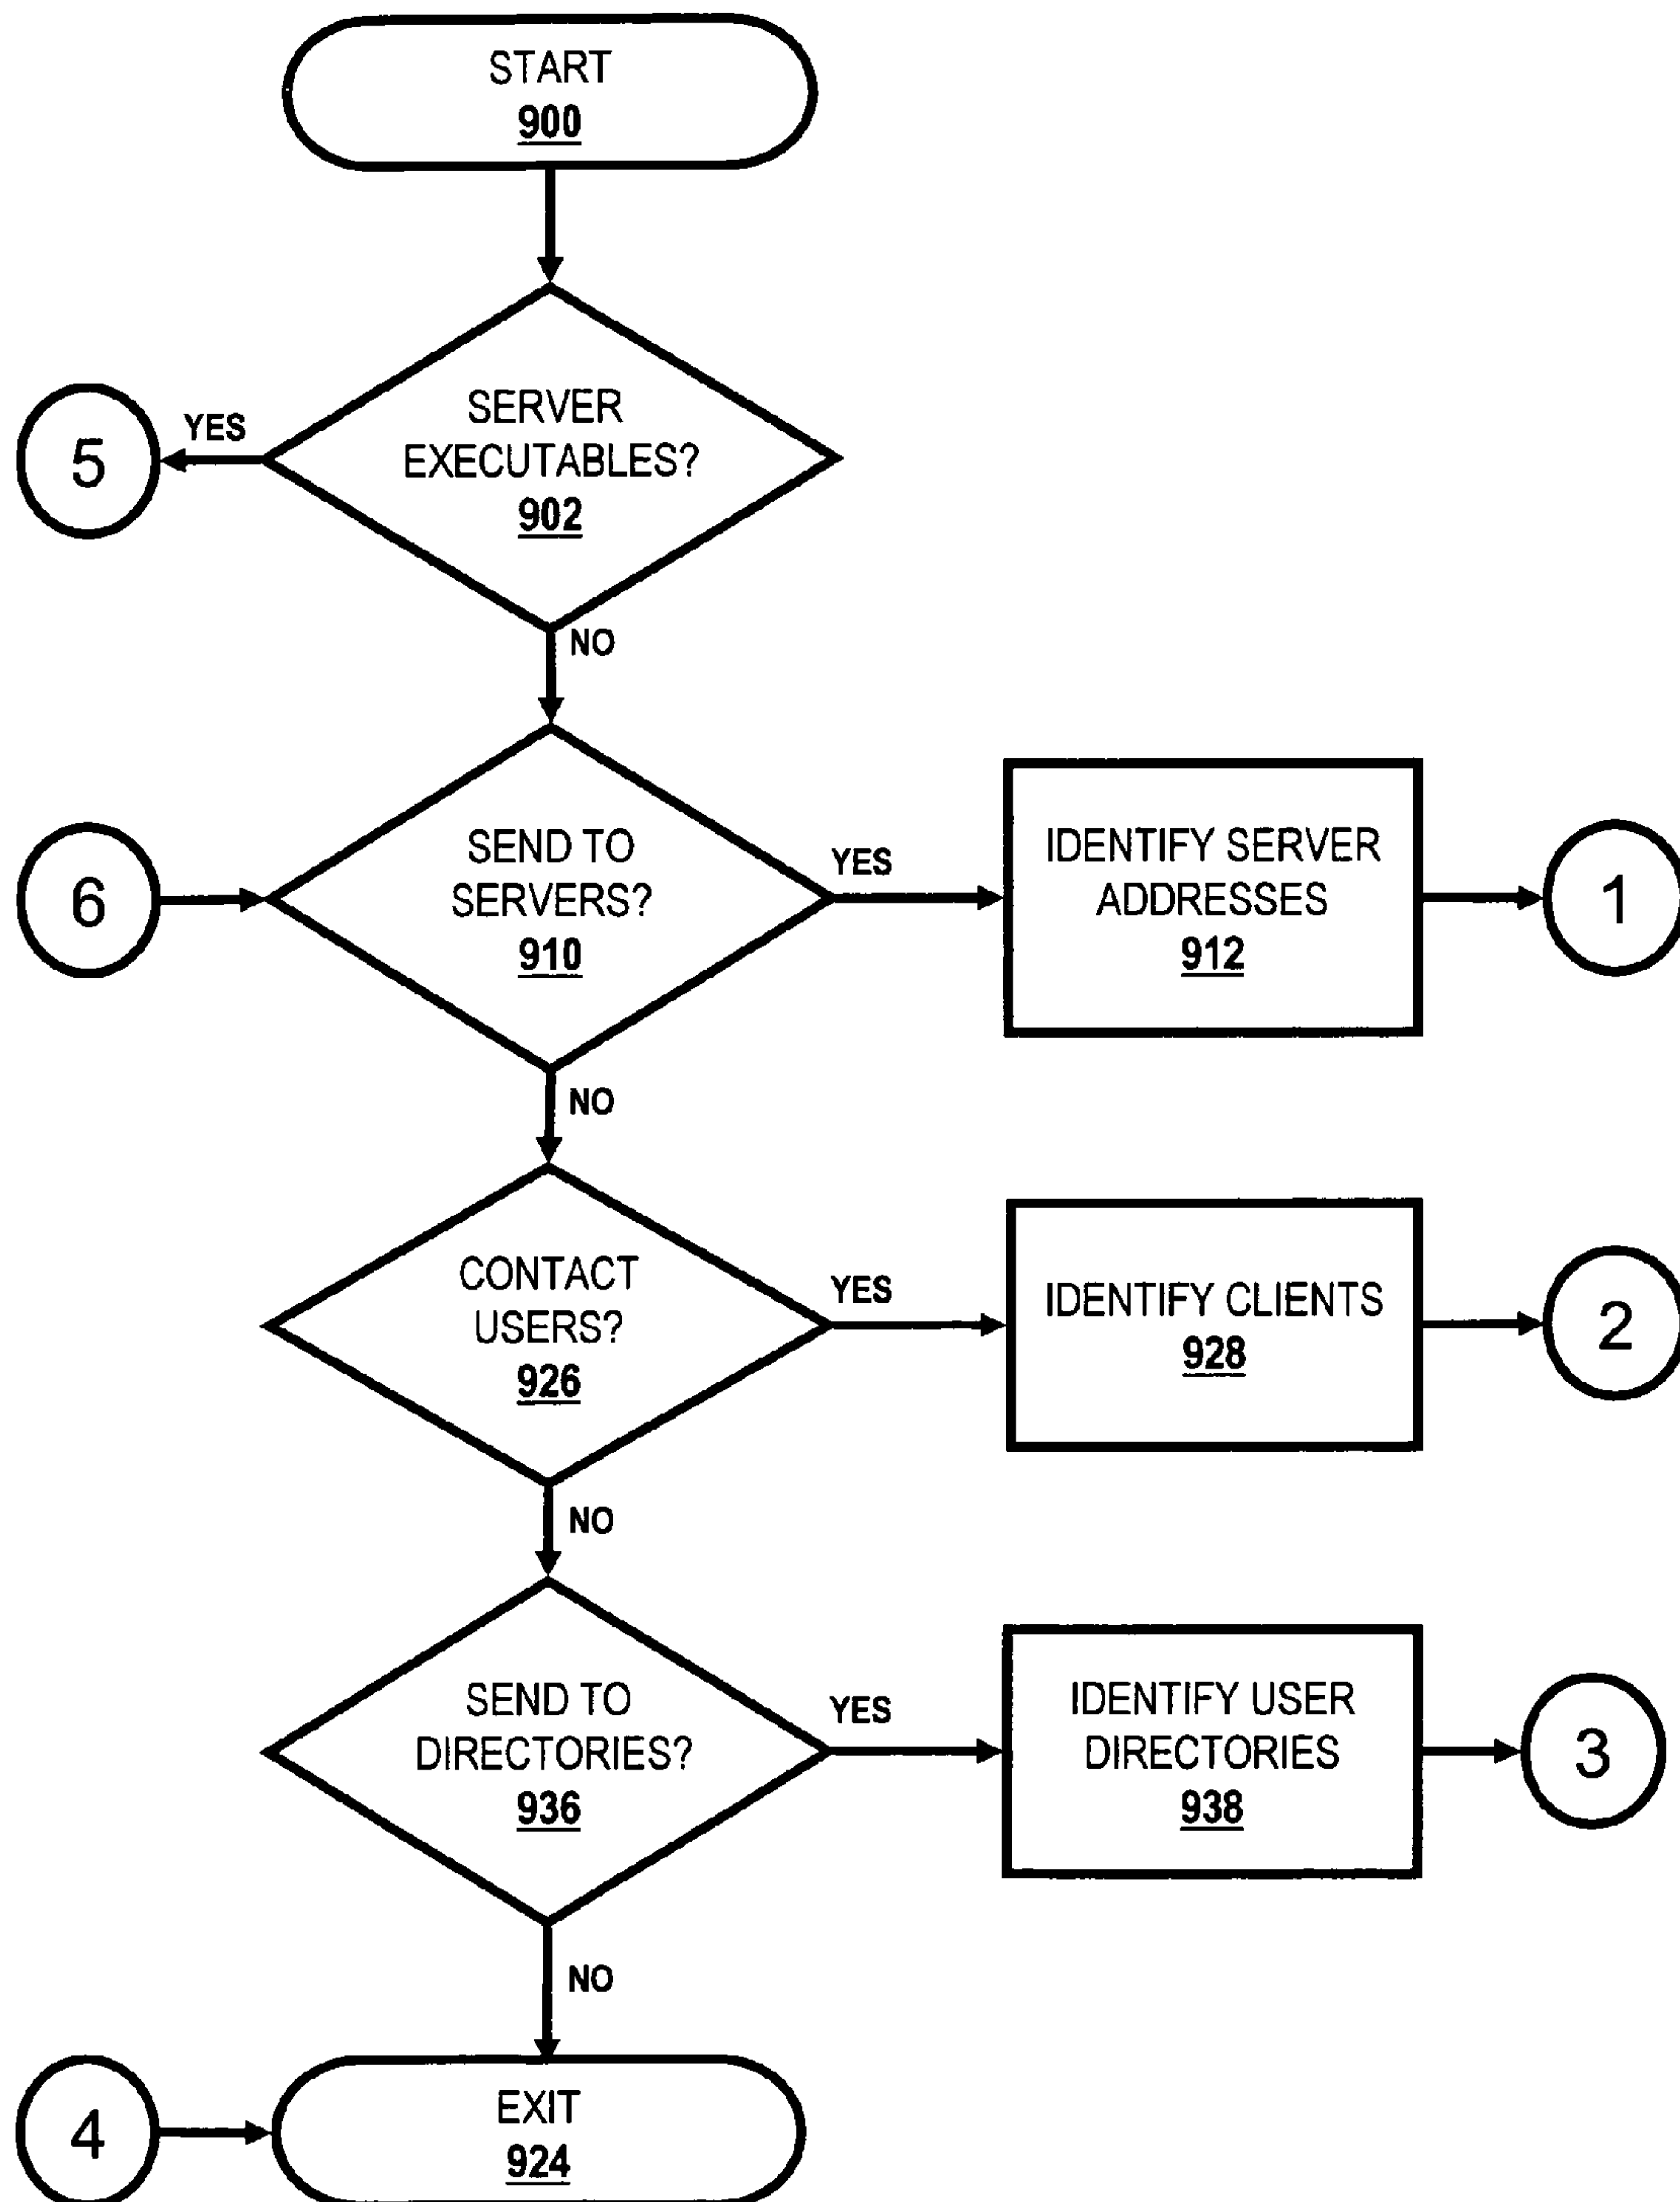 START
900
SERVER
EXECUTABLES?
902
YES
5
NO
6
SEND TO
SERVERS?
910
YES
IDENTIFY SERVER
ADDRESSES
912
1
NO
CONTACT
USERS?
926
YES
IDENTIFY CLIENTS
928
2
NO
SEND TO
DIRECTORIES?
936
YES
IDENTIFY USER
DIRECTORIES
938
3
NO
4
EXIT
924